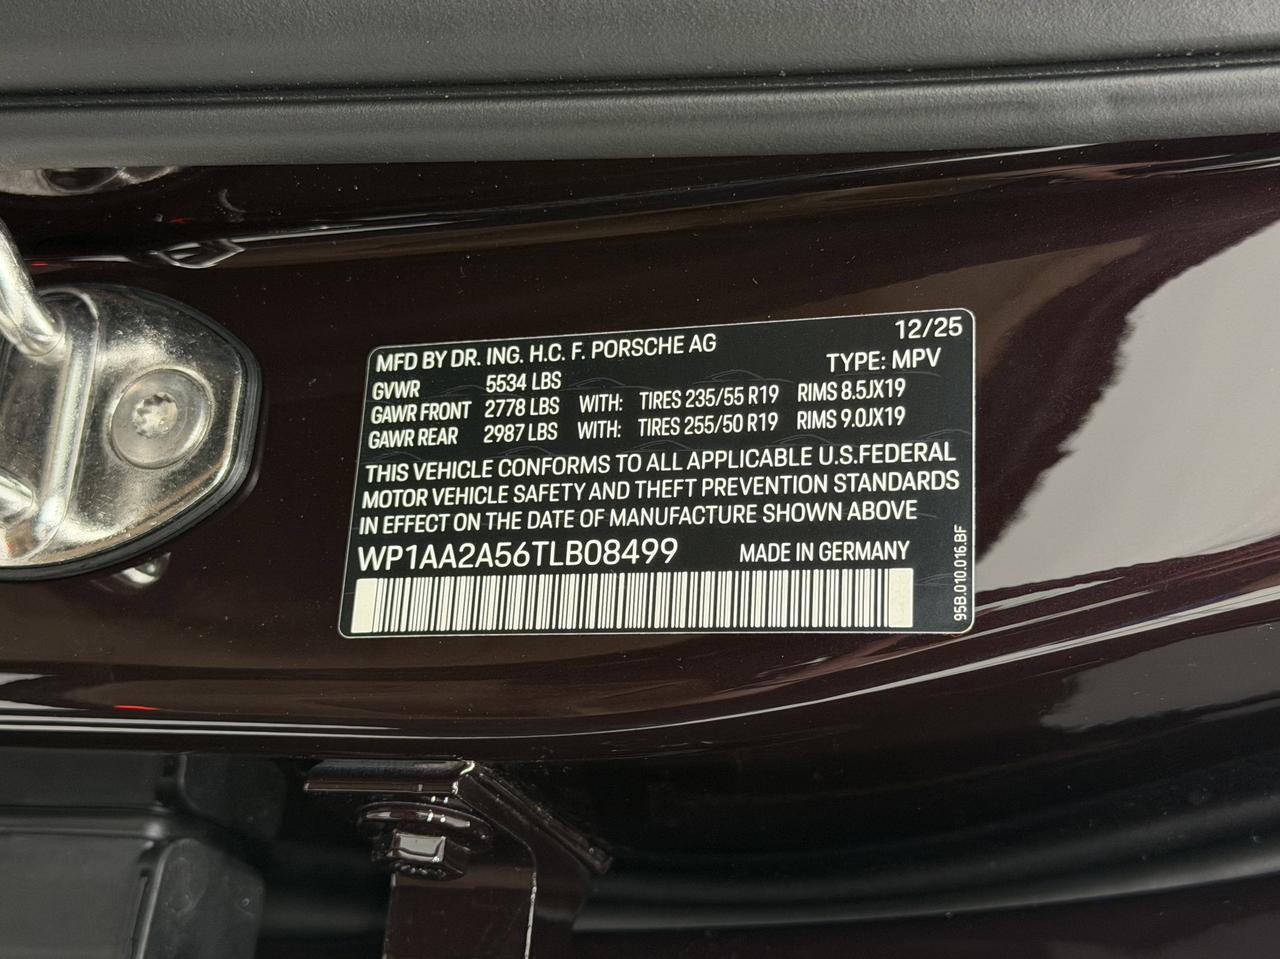 12/25
MFD BY DR. ING. H.C. F. PORSCHE AG TYPE: MPV
GVWR 5534 LBS
GAWR FRONT 2778 LBS WITH: TIRES 235/55 R19 RIMS 8.5JX19
GAWR REAR 2987 LBS WITH: TIRES 255/50 R19 RIMS 9.0JX19
THIS VEHICLE CONFORMS TO ALL APPLICABLE U.S.FEDERAL
MOTOR VEHICLE SAFETY AND THEFT PREVENTION STANDARDS
IN EFFECT ON THE DATE OF MANUFACTURE SHOWN ABOVE
WP1AA2A56TLB08499 MADE IN GERMANY
95B.010.016.BF